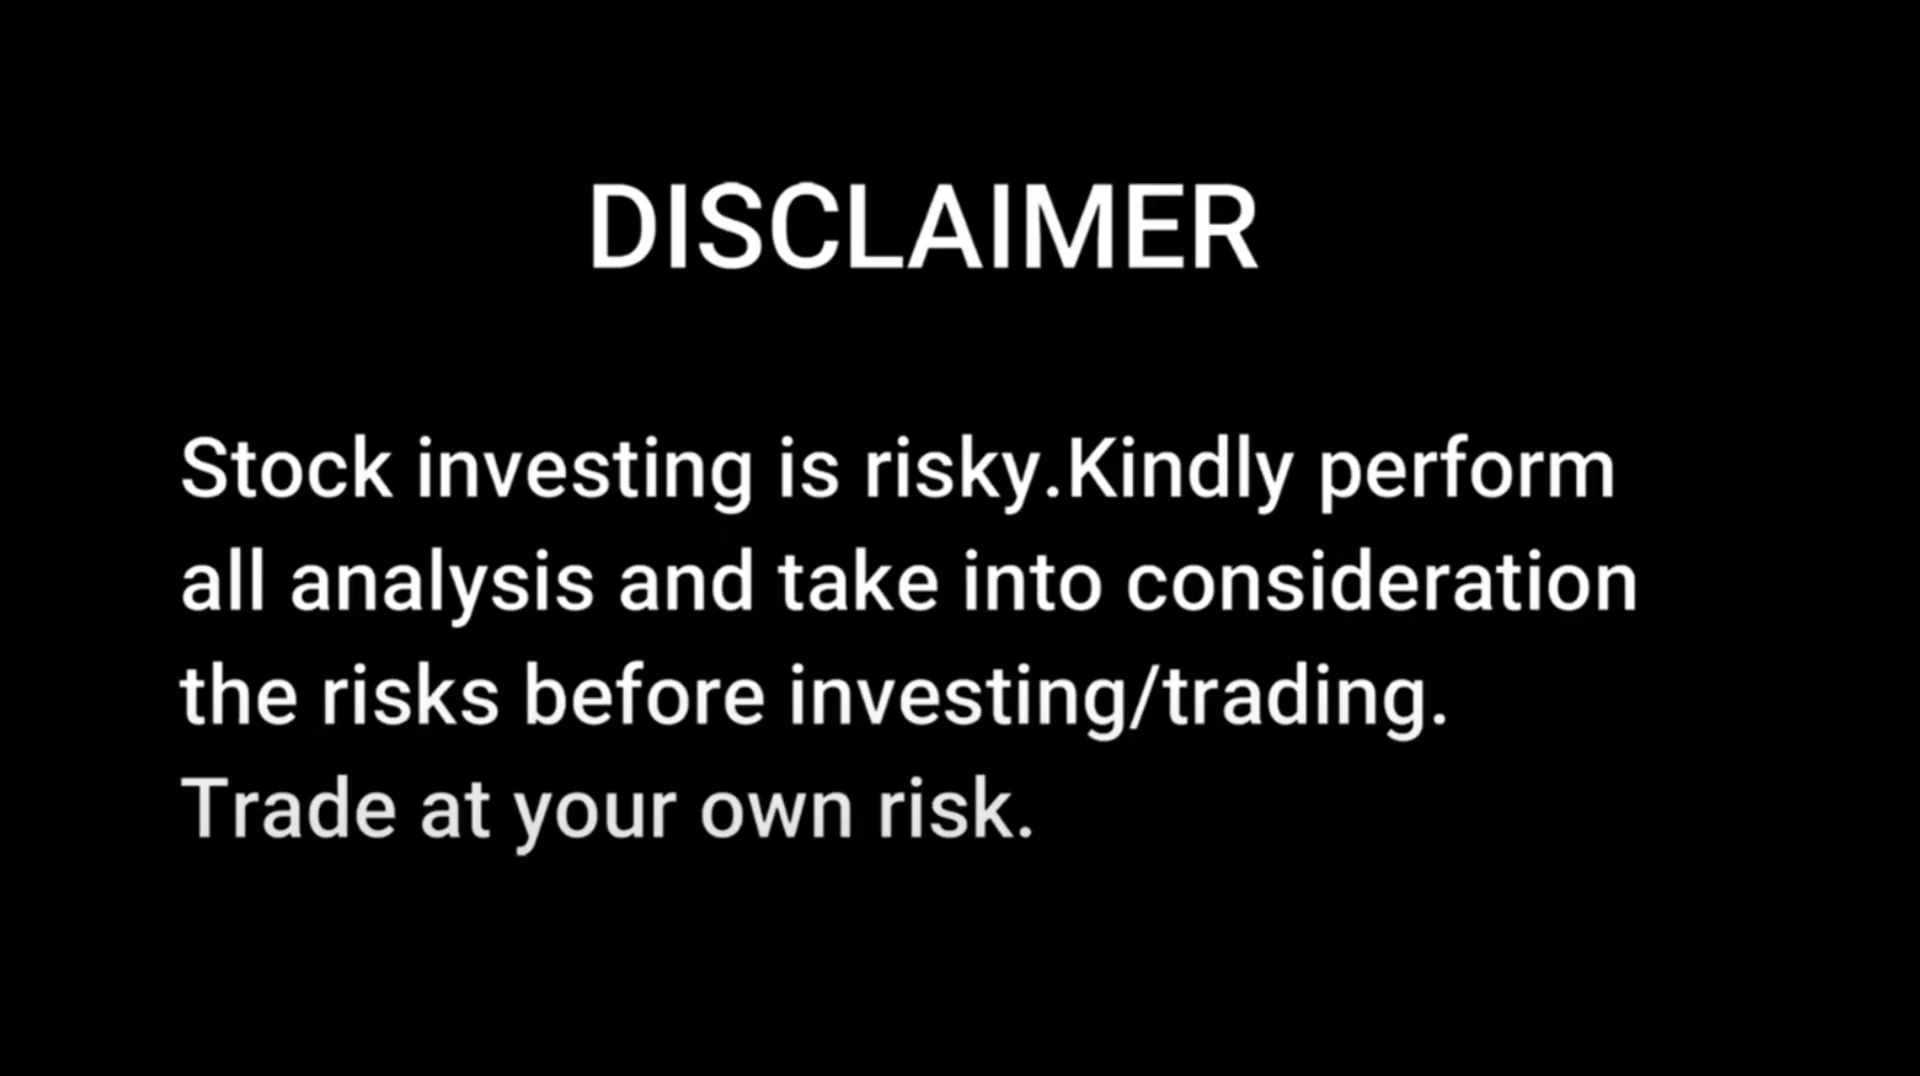 DISCLAIMER
Stock investing is risky.Kindly perform
all analysis and take into consideration
the risks before investing/trading.
Trade at your own risk.